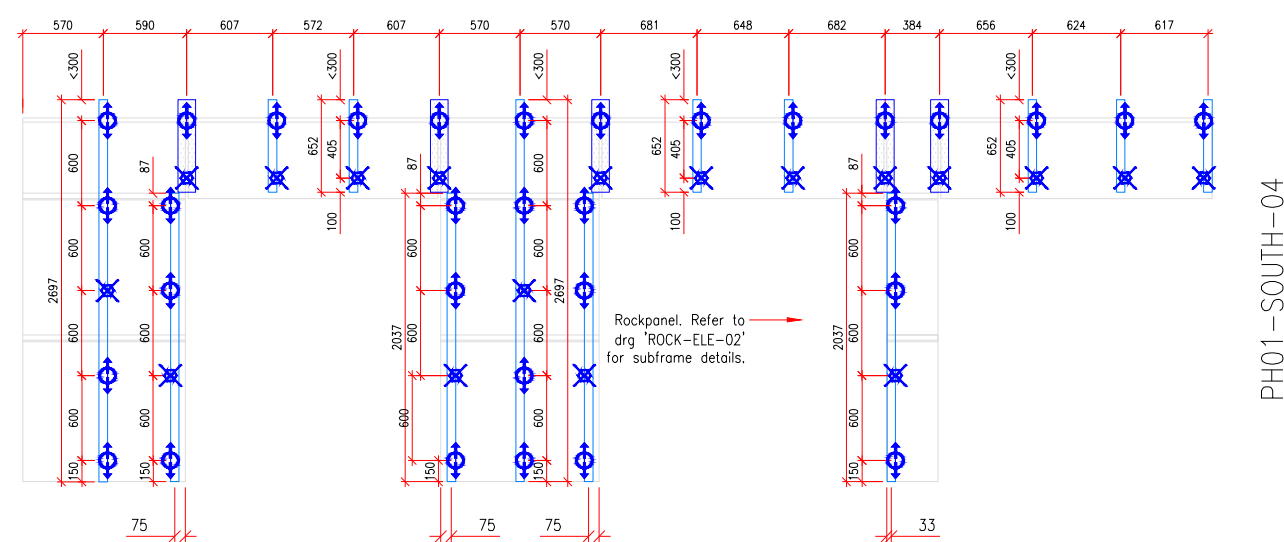 570 590 607 572 607 570 570 681 648 682 384 656 624 617
<300 <300 <300 <300 <300
600 87 652 405 87 600 652 405 87 652 405
100 100 100
2697 600 600 2037 600 600 2697 2037 600 600
Rockpanel. Refer to
drg 'ROCK-ELE-02'
for subframe details.
600 600 600 600
600 600 600 600 600
150 150 150 150 150
75 75 75 33
PH01-SOUTH-04